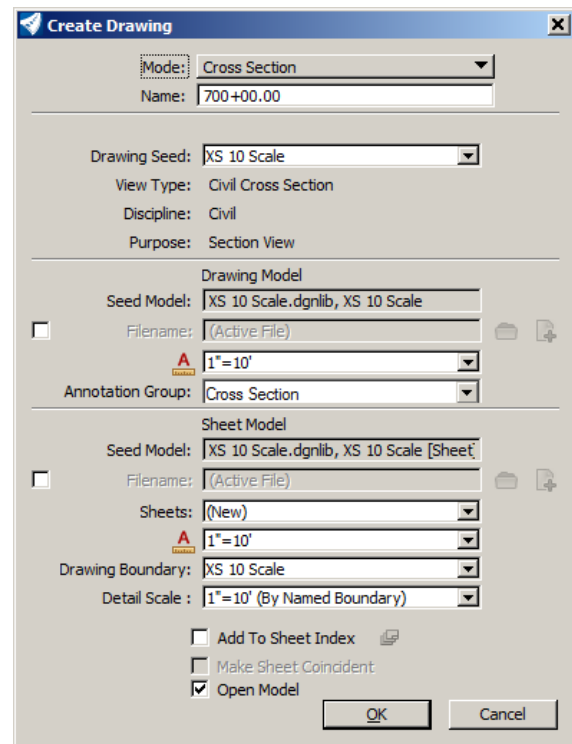 Create Drawing
Mode: Cross Section
Name: 700+00.00
Drawing Seed: XS 10 Scale
View Type: Civil Cross Section
Discipline: Civil
Purpose: Section View
Drawing Model
Seed Model: XS 10 Scale.dgnlib, XS 10 Scale
Filename: (Active File)
A 1"=10'
Annotation Group: Cross Section
Sheet Model
Seed Model: XS 10 Scale.dgnlib, XS 10 Scale [Sheet]
Filename: (Active File)
Sheets: (New)
A 1"=10'
Drawing Boundary: XS 10 Scale
Detail Scale : 1"=10' (By Named Boundary)
Add To Sheet Index
Make Sheet Coincident
Open Model
OK Cancel